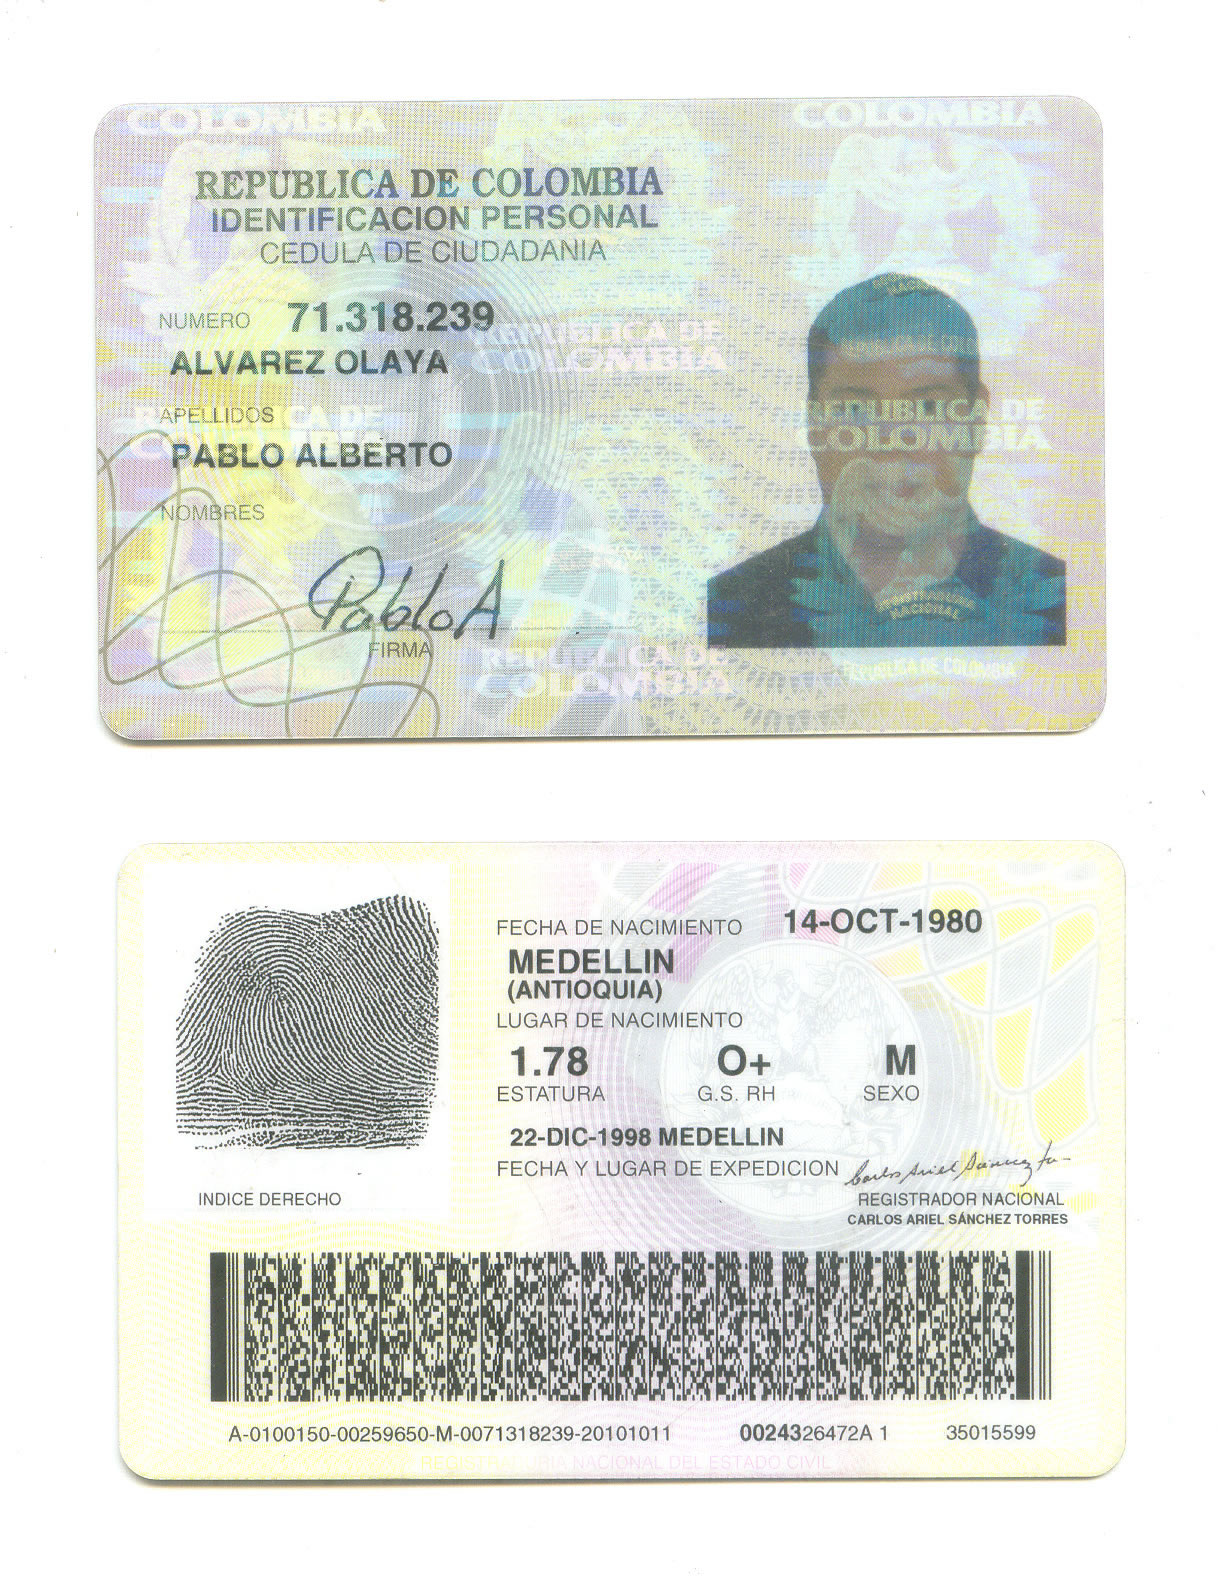 COLOMBIA COLOMBIA
REPUBLICA DE COLOMBIA
IDENTIFICACION PERSONAL
CEDULA DE CIUDADANIA
NUMERO 71.318.239
ALVAREZ OLAYA
APELLIDOS
PABLO ALBERTO
NOMBRES
PabloA
FIRMA
REPUBLICA DE
COLOMBIA
REPUBLICA DE
COLOMBIA
REPUBLICA DE
COLOMBIA
NACIONAL
REPUBLICA DE COLOMBIA
FECHA DE NACIMIENTO 14-OCT-1980
MEDELLIN
(ANTIOQUIA)
LUGAR DE NACIMIENTO
1.78 O+ M
ESTATURA G.S. RH SEXO
22-DIC-1998 MEDELLIN
FECHA Y LUGAR DE EXPEDICION
INDICE DERECHO
REGISTRADOR NACIONAL
CARLOS ARIEL SÁNCHEZ TORRES
A-0100150-00259650-M-0071318239-20101011 0024326472A 1 35015599
REGISTRADURIA NACIONAL DEL ESTADO CIVIL